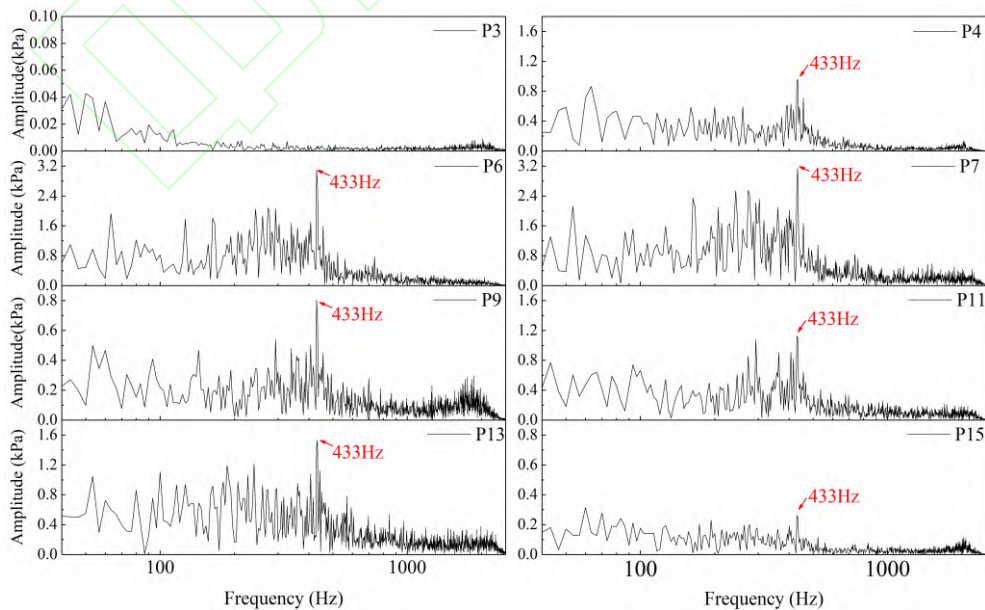 0.10
0.08
0.06
0.04
0.02
0.00
Amplitude(kPa)
P3
1.6
1.2
0.8
0.4
0.0
P4
433Hz
3.2
2.4
1.6
0.8
0.0
Amplitude (kPa)
P6
433Hz
3.2
2.4
1.6
0.8
0.0
P7
433Hz
0.8
0.6
0.4
0.2
0.0
Amplitude(kPa)
P9
433Hz
1.6
1.2
0.8
0.4
0.0
P11
433Hz
1.6
1.2
0.8
0.4
0.0
Amplitude (kPa)
P13
433Hz
100 1000
Frequency (Hz)
0.8
0.6
0.4
0.2
0.0
P15
433Hz
100 1000
Frequency (Hz)